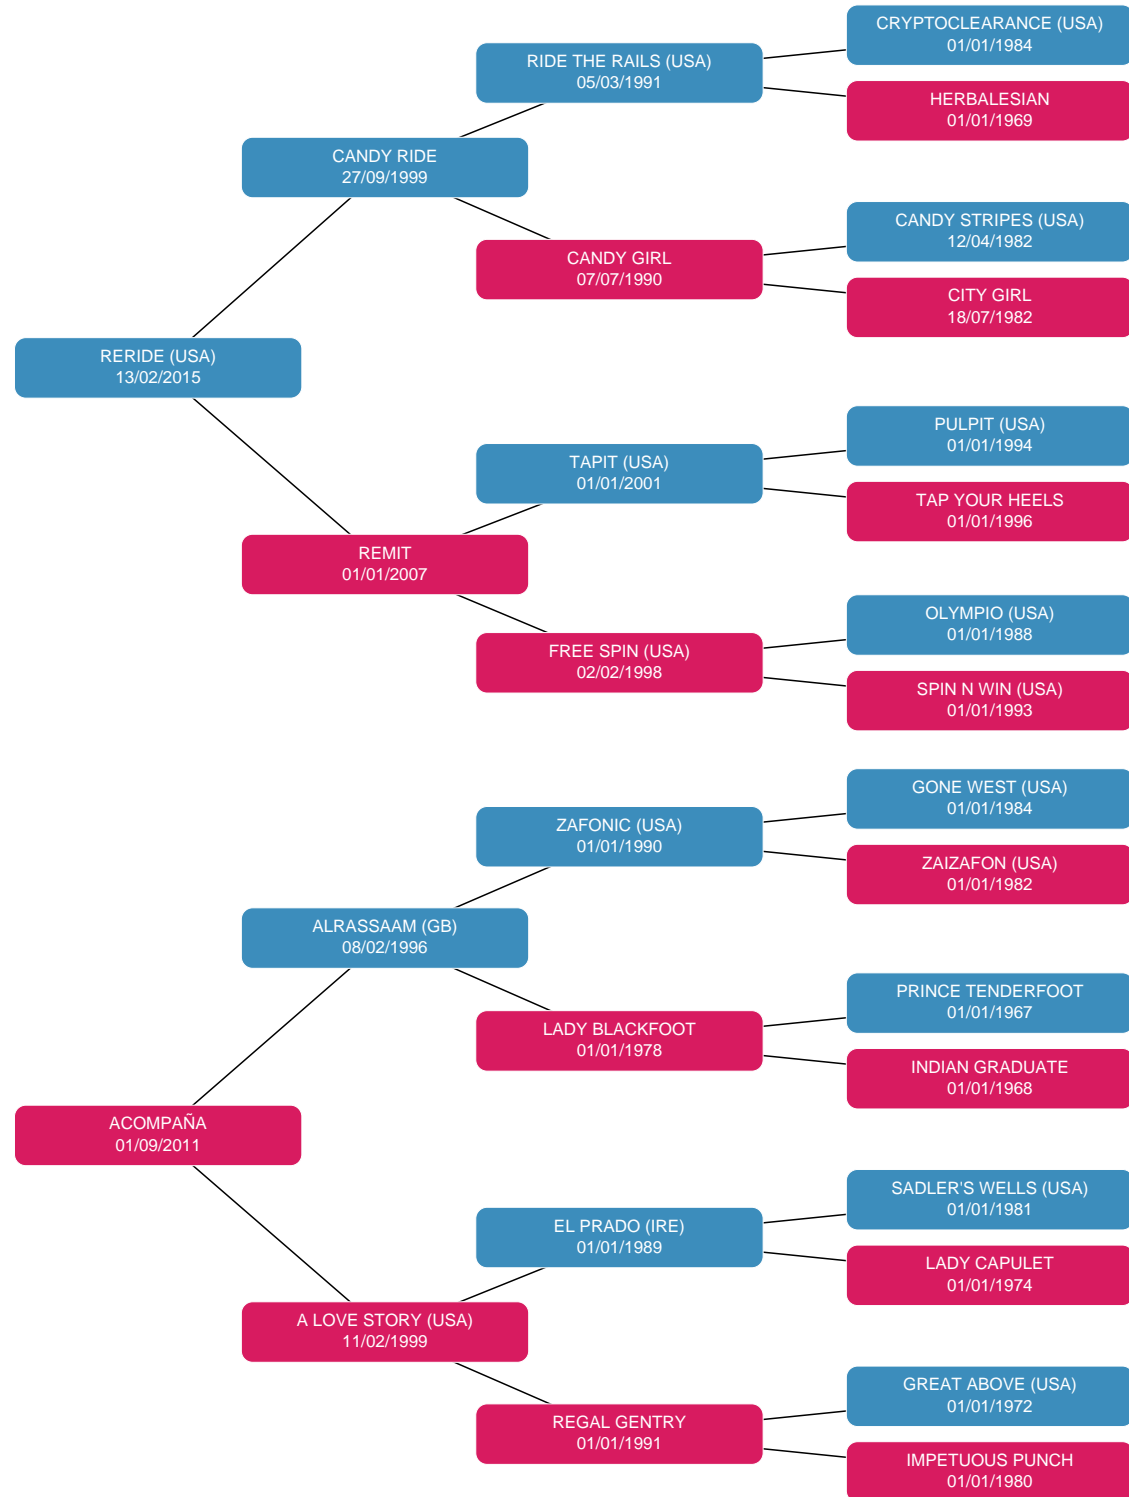 CRYPTOCLEARANCE (USA)
01/01/1984
RIDE THE RAILS (USA)
05/03/1991
HERBALESIAN
01/01/1969
CANDY RIDE
27/09/1999
CANDY STRIPES (USA)
12/04/1982
CANDY GIRL
07/07/1990
CITY GIRL
18/07/1982
RERIDE (USA)
13/02/2015
PULPIT (USA)
01/01/1994
TAPIT (USA)
01/01/2001
TAP YOUR HEELS
01/01/1996
REMIT
01/01/2007
OLYMPIO (USA)
01/01/1988
FREE SPIN (USA)
02/02/1998
SPIN N WIN (USA)
01/01/1993
GONE WEST (USA)
01/01/1984
ZAFONIC (USA)
01/01/1990
ZAIZAFON (USA)
01/01/1982
ALRASSAAM (GB)
08/02/1996
PRINCE TENDERFOOT
01/01/1967
LADY BLACKFOOT
01/01/1978
INDIAN GRADUATE
01/01/1968
ACOMPAÑA
01/09/2011
SADLER'S WELLS (USA)
01/01/1981
EL PRADO (IRE)
01/01/1989
LADY CAPULET
01/01/1974
A LOVE STORY (USA)
11/02/1999
GREAT ABOVE (USA)
01/01/1972
REGAL GENTRY
01/01/1991
IMPETUOUS PUNCH
01/01/1980